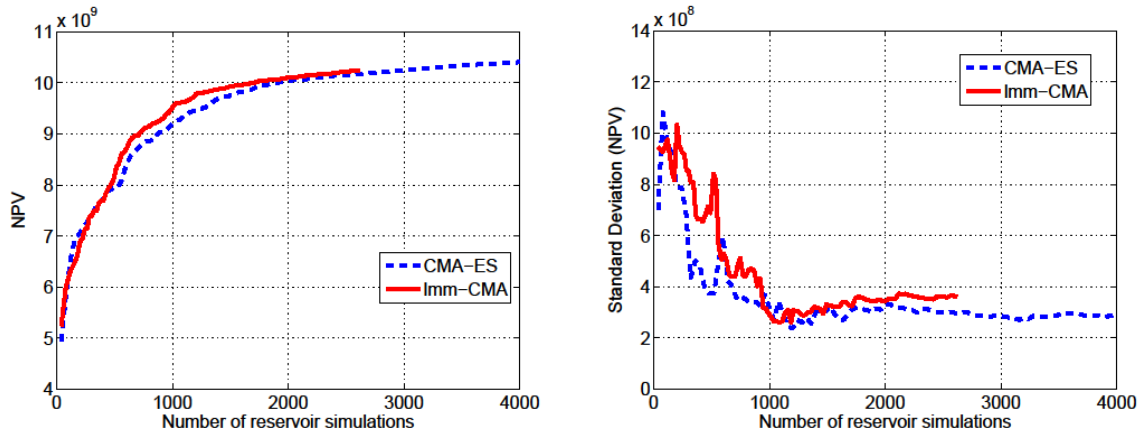 x 10^9
11
10
9
8
7
6
5
4
NPV
CMA-ES
lmm-CMA
0 1000 2000 3000 4000
Number of reservoir simulations
x 10^8
14
12
10
8
6
4
2
0
Standard Deviation (NPV)
CMA-ES
lmm-CMA
0 1000 2000 3000 4000
Number of reservoir simulations